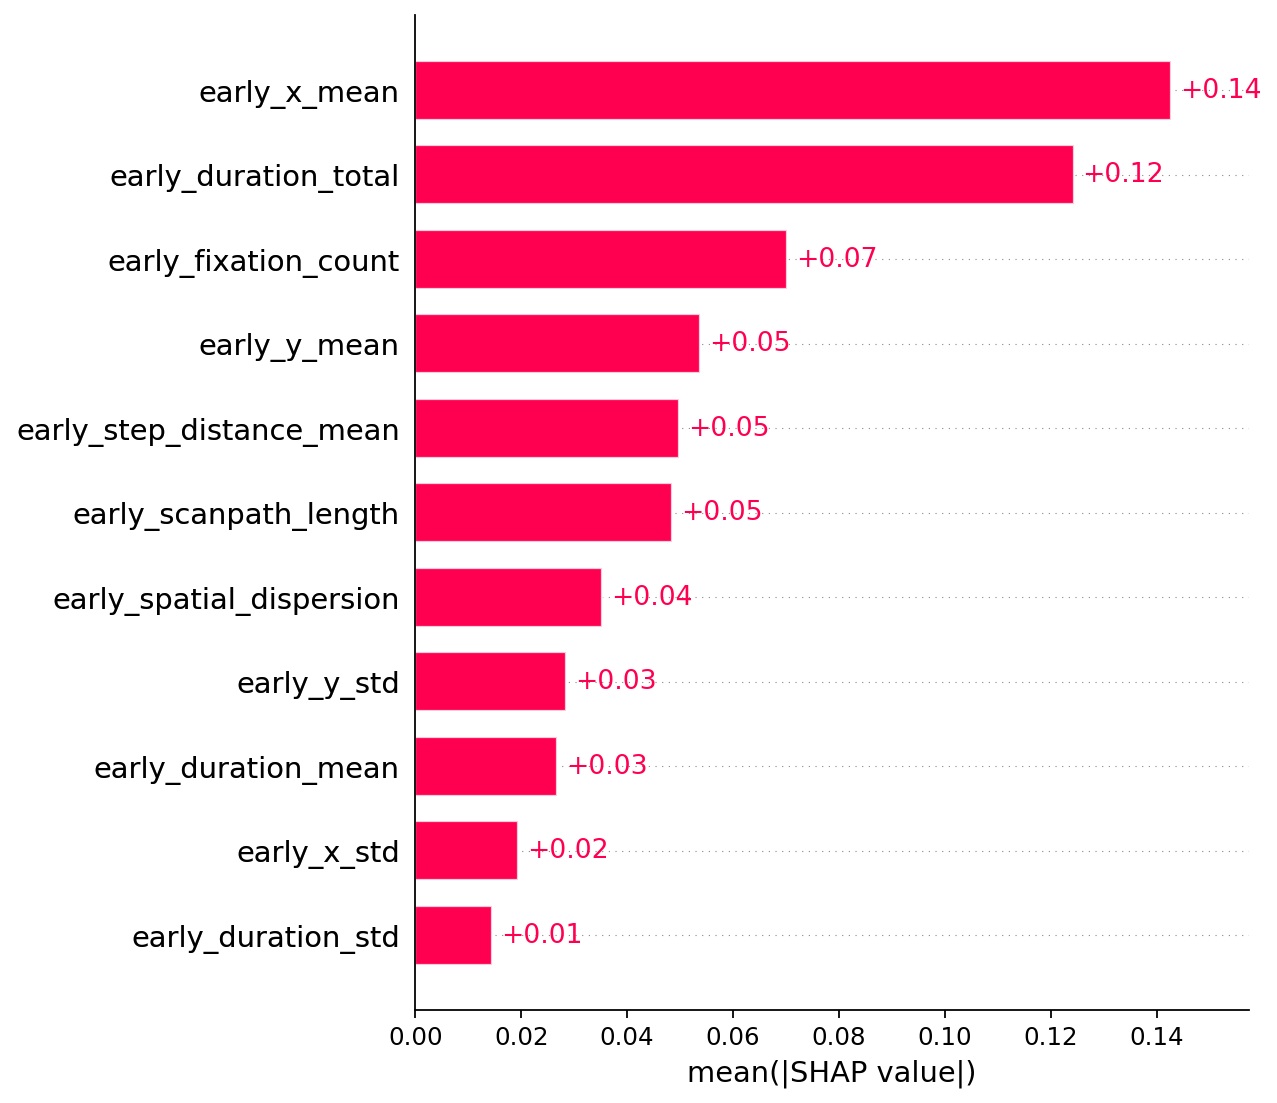 early_x_mean +0.14
early_duration_total +0.12
early_fixation_count +0.07
early_y_mean +0.05
early_step_distance_mean +0.05
early_scanpath_length +0.05
early_spatial_dispersion +0.04
early_y_std +0.03
early_duration_mean +0.03
early_x_std +0.02
early_duration_std +0.01
0.00 0.02 0.04 0.06 0.08 0.10 0.12 0.14
mean(|SHAP value|)